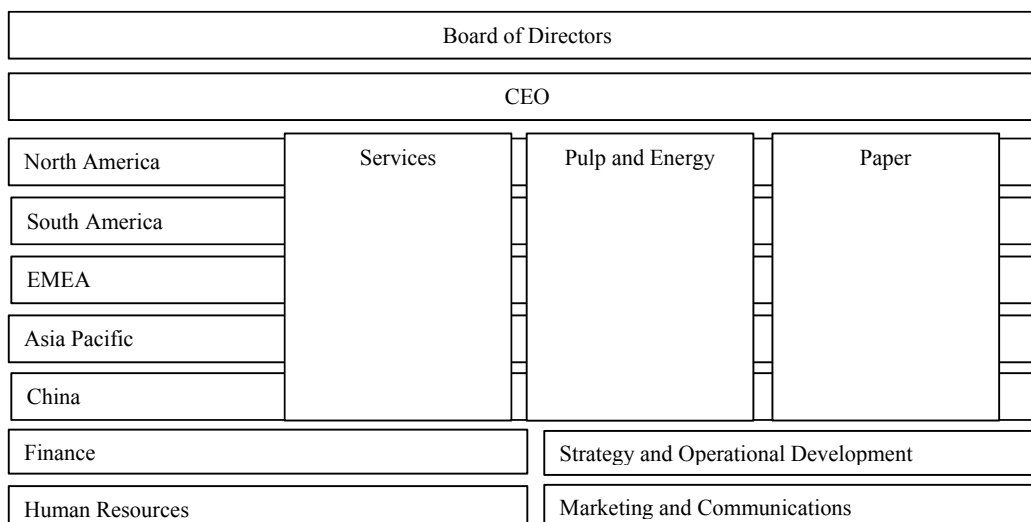 Board of Directors
CEO
North America
Services
Pulp and Energy
Paper
South America
EMEA
Asia Pacific
China
Finance
Strategy and Operational Development
Human Resources
Marketing and Communications